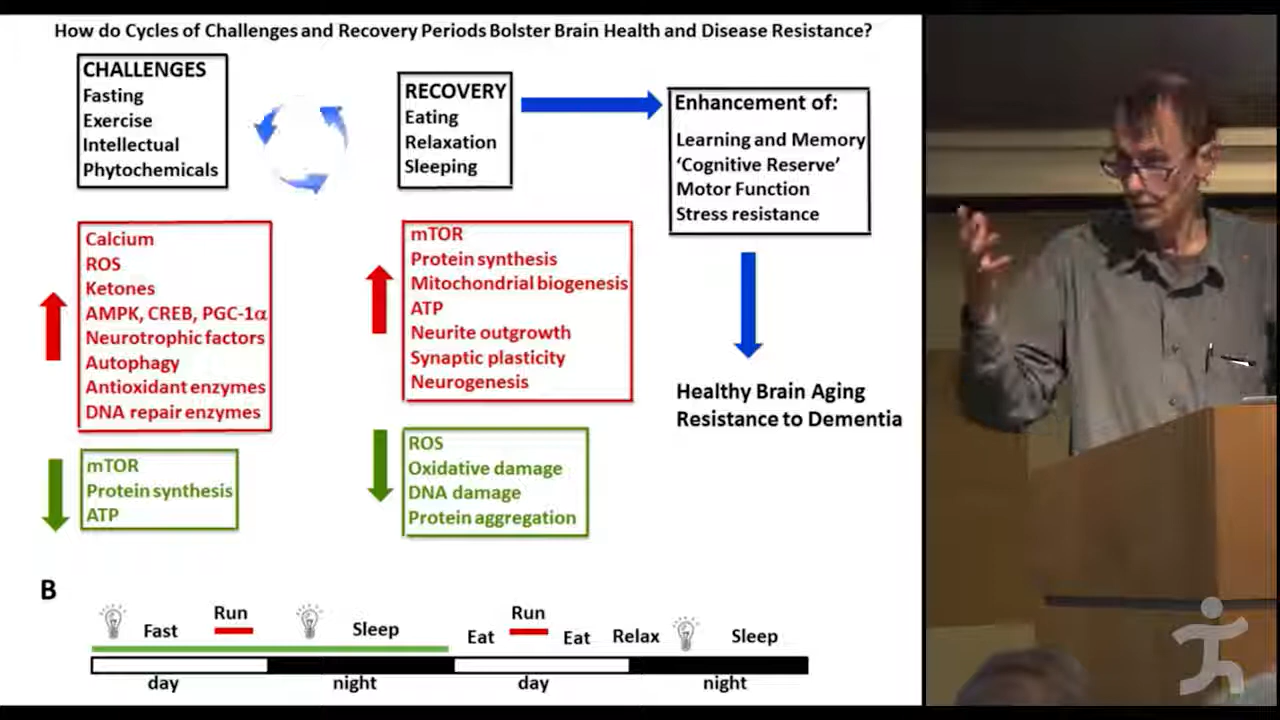 How do Cycles of Challenges and Recovery Periods Bolster Brain Health and Disease Resistance?
CHALLENGES
Fasting
Exercise
Intellectual
Phytochemicals
RECOVERY
Eating
Relaxation
Sleeping
Enhancement of:
Learning and Memory
‘Cognitive Reserve’
Motor Function
Stress resistance
Calcium
ROS
Ketones
AMPK, CREB, PGC-1α
Neurotrophic factors
Autophagy
Antioxidant enzymes
DNA repair enzymes
mTOR
Protein synthesis
Mitochondrial biogenesis
ATP
Neurite outgrowth
Synaptic plasticity
Neurogenesis
Healthy Brain Aging
Resistance to Dementia
mTOR
Protein synthesis
ATP
ROS
Oxidative damage
DNA damage
Protein aggregation
B
Fast
Run
Sleep
Eat
Run
Eat
Relax
Sleep
day
night
day
night